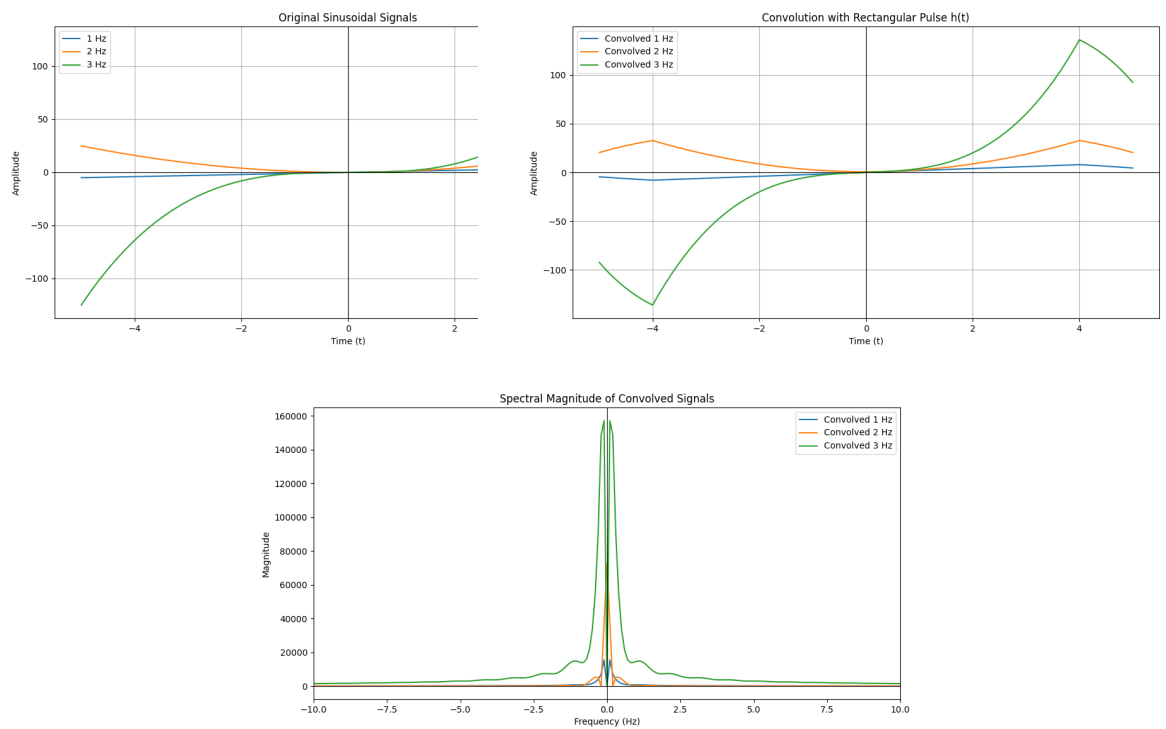 Original Sinusoidal Signals
1 Hz
2 Hz
3 Hz
100
50
0
−50
−100
Amplitude
−4
−2
0
2
Time (t)
Convolution with Rectangular Pulse h(t)
Convolved 1 Hz
Convolved 2 Hz
Convolved 3 Hz
100
50
0
−50
−100
Amplitude
−4
−2
0
2
4
Time (t)
Spectral Magnitude of Convolved Signals
Convolved 1 Hz
Convolved 2 Hz
Convolved 3 Hz
160000
140000
120000
100000
80000
60000
40000
20000
0
Magnitude
−10.0
−7.5
−5.0
−2.5
0.0
2.5
5.0
7.5
10.0
Frequency (Hz)